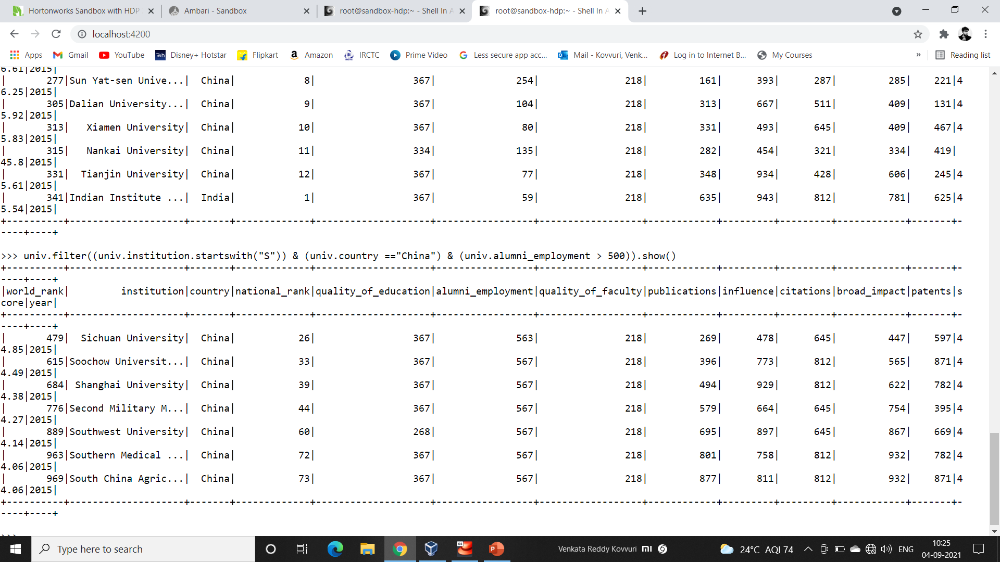 Hortonworks Sandbox with HDP
Ambari - Sandbox
root@sandbox-hdp:~ - Shell In A
root@sandbox-hdp:~ - Shell In A
localhost:4200
Apps Gmail YouTube Disney+ Hotstar Flipkart Amazon IRCTC Prime Video Less secure app acc... Mail - Kovvuri, Venk... Log in to Internet B... My Courses » Reading list
6.61|2015|
|       277|Sun Yat-sen Unive...|  China|            8|                 367|              254|               218|         161|      393|      287|         285|    221|4
6.25|2015|
|       305|Dalian University...|  China|            9|                 367|              104|               218|         313|      667|      511|         409|    131|4
5.92|2015|
|       313|   Xiamen University|  China|           10|                 367|               80|               218|         331|      493|      645|         409|    467|4
5.83|2015|
|       315|   Nankai University|  China|           11|                 334|              135|               218|         282|      454|      321|         334|    419|
45.8|2015|
|       331|  Tianjin University|  China|           12|                 367|               77|               218|         348|      934|      428|         606|    245|4
5.61|2015|
|       341|Indian Institute ...|  India|            1|                 367|               59|               218|         635|      943|      812|         781|    625|4
5.54|2015|
+----------+--------------------+-------+-------------+--------------------+-----------------+------------------+------------+---------+---------+------------+-------+-
----+----+
>>> univ.filter((univ.institution.startswith("S")) & (univ.country =="China") & (univ.alumni_employment > 500)).show()
+----------+--------------------+-------+-------------+--------------------+-----------------+------------------+------------+---------+---------+------------+-------+-
----+----+
|world_rank|         institution|country|national_rank|quality_of_education|alumni_employment|quality_of_faculty|publications|influence|citations|broad_impact|patents|s
core|year|
+----------+--------------------+-------+-------------+--------------------+-----------------+------------------+------------+---------+---------+------------+-------+-
----+----+
|       479|  Sichuan University|  China|           26|                 367|              563|               218|         269|      478|      645|         447|    597|4
4.85|2015|
|       615|Soochow Universit...|  China|           33|                 367|              567|               218|         396|      773|      812|         565|    871|4
4.49|2015|
|       684| Shanghai University|  China|           39|                 367|              567|               218|         494|      929|      812|         622|    782|4
4.38|2015|
|       776|Second Military M...|  China|           44|                 367|              567|               218|         579|      664|      645|         754|    395|4
4.27|2015|
|       889|Southwest University|  China|           60|                 268|              567|               218|         695|      897|      645|         867|    669|4
4.14|2015|
|       963|Southern Medical ...|  China|           72|                 367|              567|               218|         801|      758|      812|         932|    782|4
4.06|2015|
|       969|South China Agric...|  China|           73|                 367|              567|               218|         877|      811|      812|         932|    871|4
4.06|2015|
+----------+--------------------+-------+-------------+--------------------+-----------------+------------------+------------+---------+---------+------------+-------+-
----+----+
>>>
Type here to search
64
Venkata Reddy Kovvuri
24°C AQI 74
ENG
10:25
04-09-2021